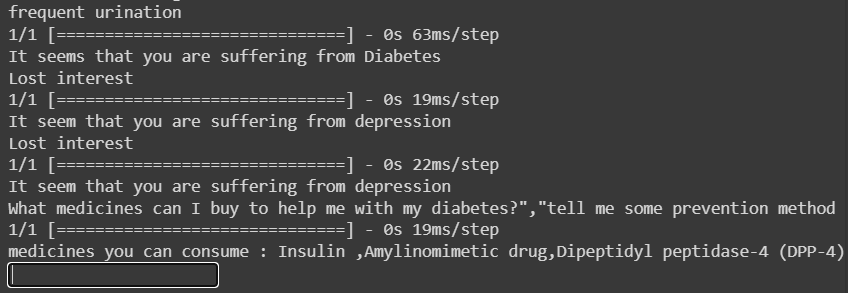 frequent urination
1/1 [==============================] - 0s 63ms/step
It seems that you are suffering from Diabetes
Lost interest
1/1 [==============================] - 0s 19ms/step
It seem that you are suffering from depression
Lost interest
1/1 [==============================] - 0s 22ms/step
It seem that you are suffering from depression
What medicines can I buy to help me with my diabetes?","tell me some prevention method
1/1 [==============================] - 0s 19ms/step
medicines you can consume : Insulin ,Amylinomimetic drug,Dipeptidyl peptidase-4 (DPP-4)